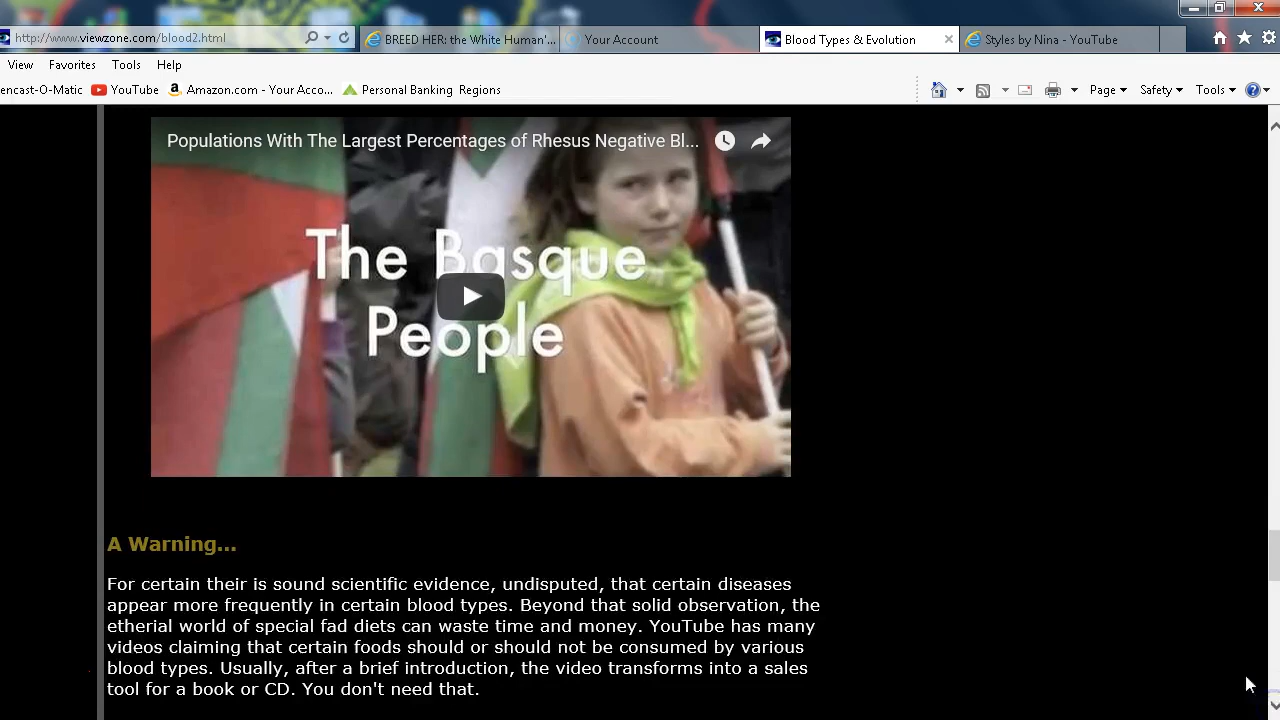 http://www.viewzone.com/blood2.html
BREED HER: the White Human'...
Your Account
Blood Types & Evolution
Styles by Nina - YouTube
View Favorites Tools Help
encast-O-Matic YouTube Amazon.com - Your Acco... Personal Banking Regions
Page Safety Tools
Populations With The Largest Percentages of Rhesus Negative Bl...
The Basque
People
A Warning...
For certain their is sound scientific evidence, undisputed, that certain diseases
appear more frequently in certain blood types. Beyond that solid observation, the
etherial world of special fad diets can waste time and money. YouTube has many
videos claiming that certain foods should or should not be consumed by various
blood types. Usually, after a brief introduction, the video transforms into a sales
tool for a book or CD. You don't need that.